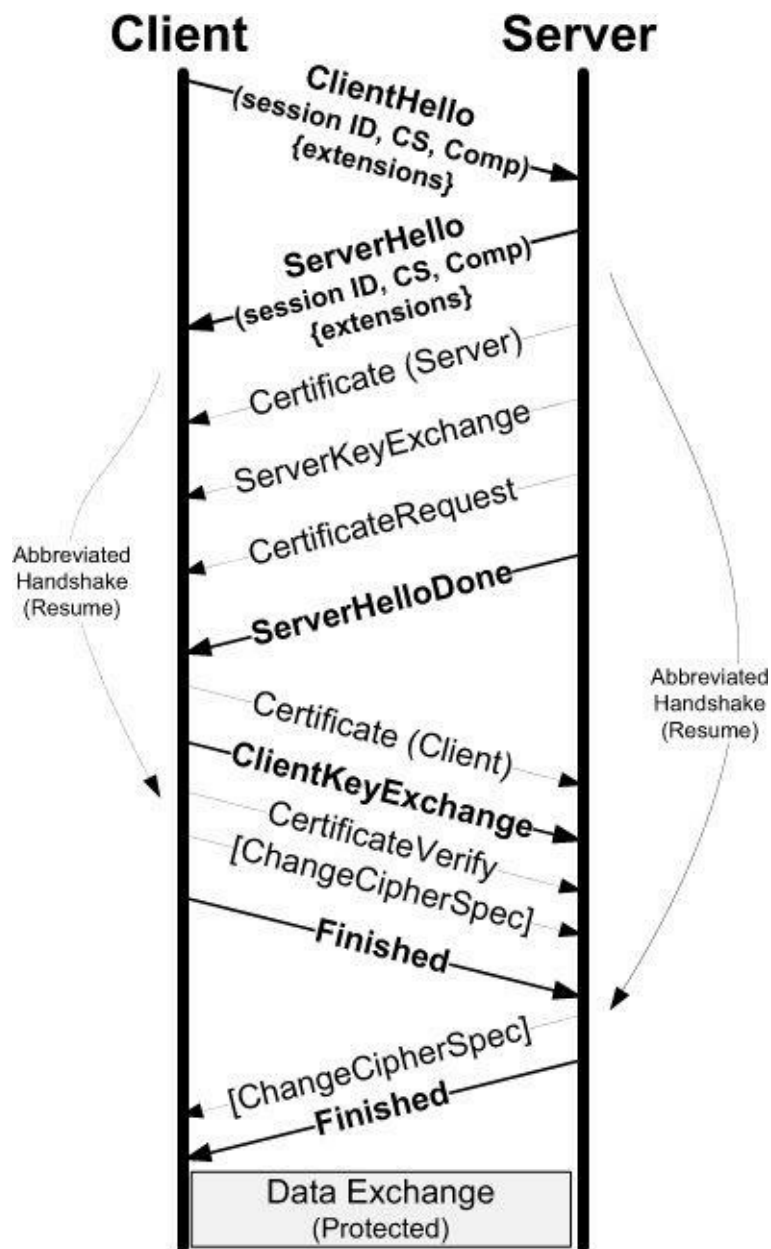 Client
Server
ClientHello
(session ID, CS, Comp)
{extensions}
ServerHello
(session ID, CS, Comp)
{extensions}
Certificate (Server)
ServerKeyExchange
CertificateRequest
Abbreviated
Handshake
(Resume)
ServerHelloDone
Abbreviated
Handshake
(Resume)
Certificate (Client)
ClientKeyExchange
CertificateVerify
[ChangeCipherSpec]
Finished
[ChangeCipherSpec]
Finished
Data Exchange
(Protected)